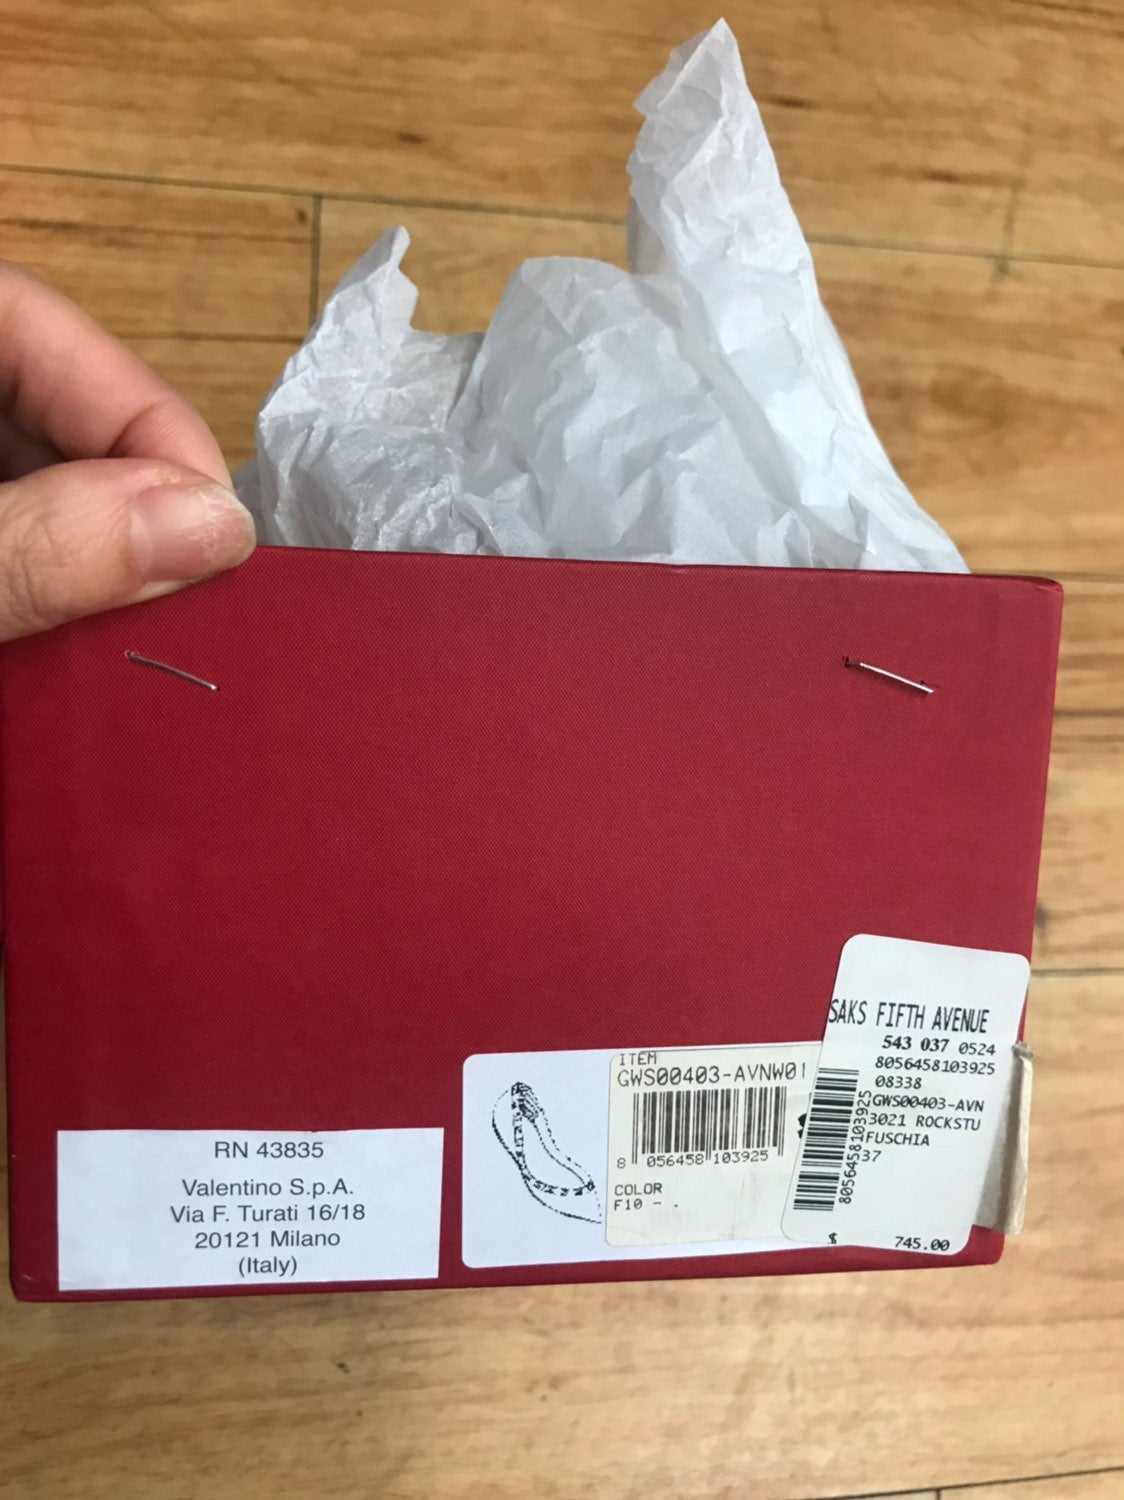 RN 43835
Valentino S.p.A.
Via F. Turati 16/18
20121 Milano
(Italy)
ITEM
GWS00403-AVNW01
8 056458 103925
COLOR
F10 - .
SAKS FIFTH AVENUE
543 037 0524
8056458103925
08338
GWS00403-AVN
3021 ROCKSTU
FUSCHIA
37
8056458103925
$ 745.00